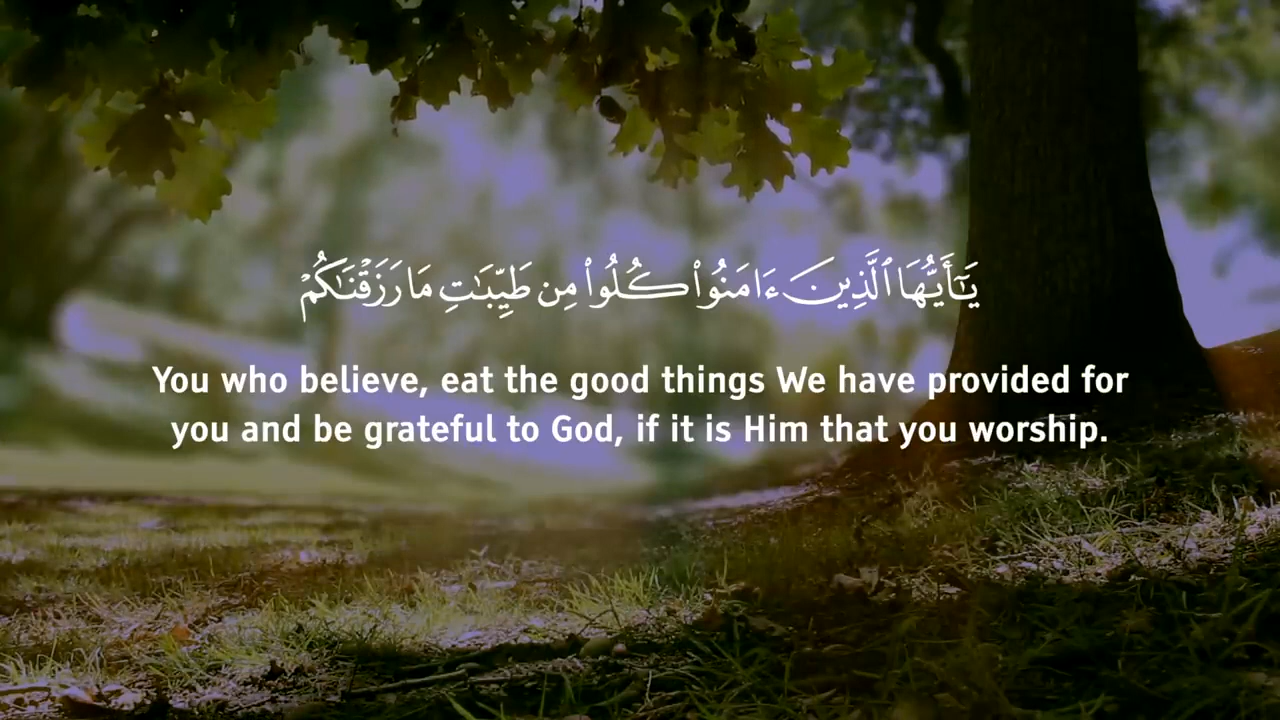 يَـٰٓأَيُّهَا ٱلَّذِينَ ءَامَنُوا۟ كُلُوا۟ مِن طَيِّبَـٰتِ مَا رَزَقْنَـٰكُمْ
You who believe, eat the good things We have provided for
you and be grateful to God, if it is Him that you worship.